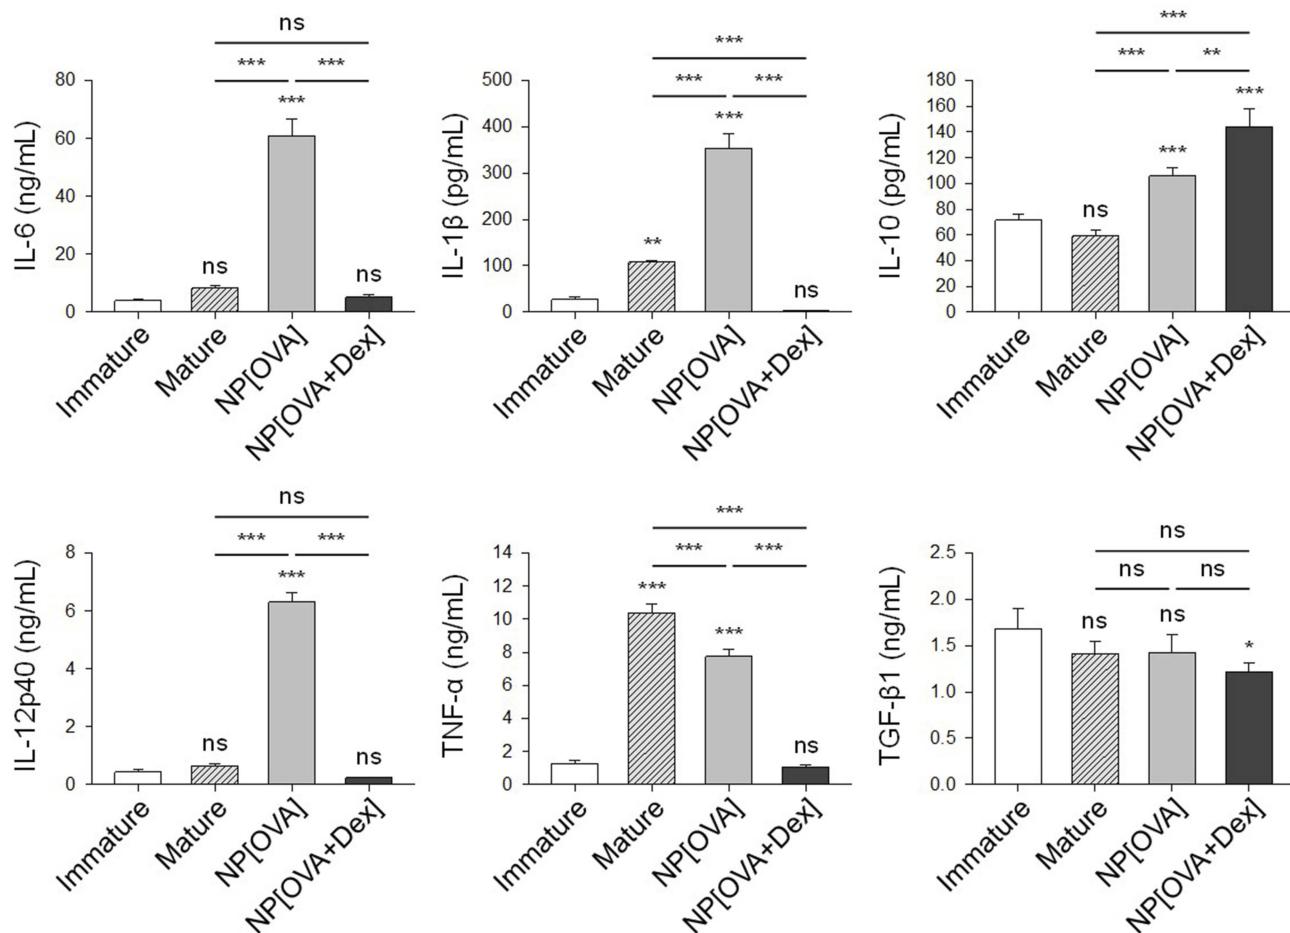 ns
*** ***
IL-6 (ng/mL)
80
60
40
20
0
ns
***
ns
Immature
Mature
NP[OVA]
NP[OVA+Dex]
***
*** ***
IL-1β (pg/mL)
500
400
300
200
100
0
**
***
ns
Immature
Mature
NP[OVA]
NP[OVA+Dex]
***
*** **
IL-10 (pg/mL)
180
160
140
120
100
80
60
40
20
0
ns
***
***
Immature
Mature
NP[OVA]
NP[OVA+Dex]
ns
*** ***
IL-12p40 (ng/mL)
8
6
4
2
0
ns
***
ns
Immature
Mature
NP[OVA]
NP[OVA+Dex]
***
*** ***
TNF-α (ng/mL)
14
12
10
8
6
4
2
0
***
***
ns
Immature
Mature
NP[OVA]
NP[OVA+Dex]
ns
ns ns
TGF-β1 (ng/mL)
2.5
2.0
1.5
1.0
0.5
0.0
ns
ns
*
Immature
Mature
NP[OVA]
NP[OVA+Dex]